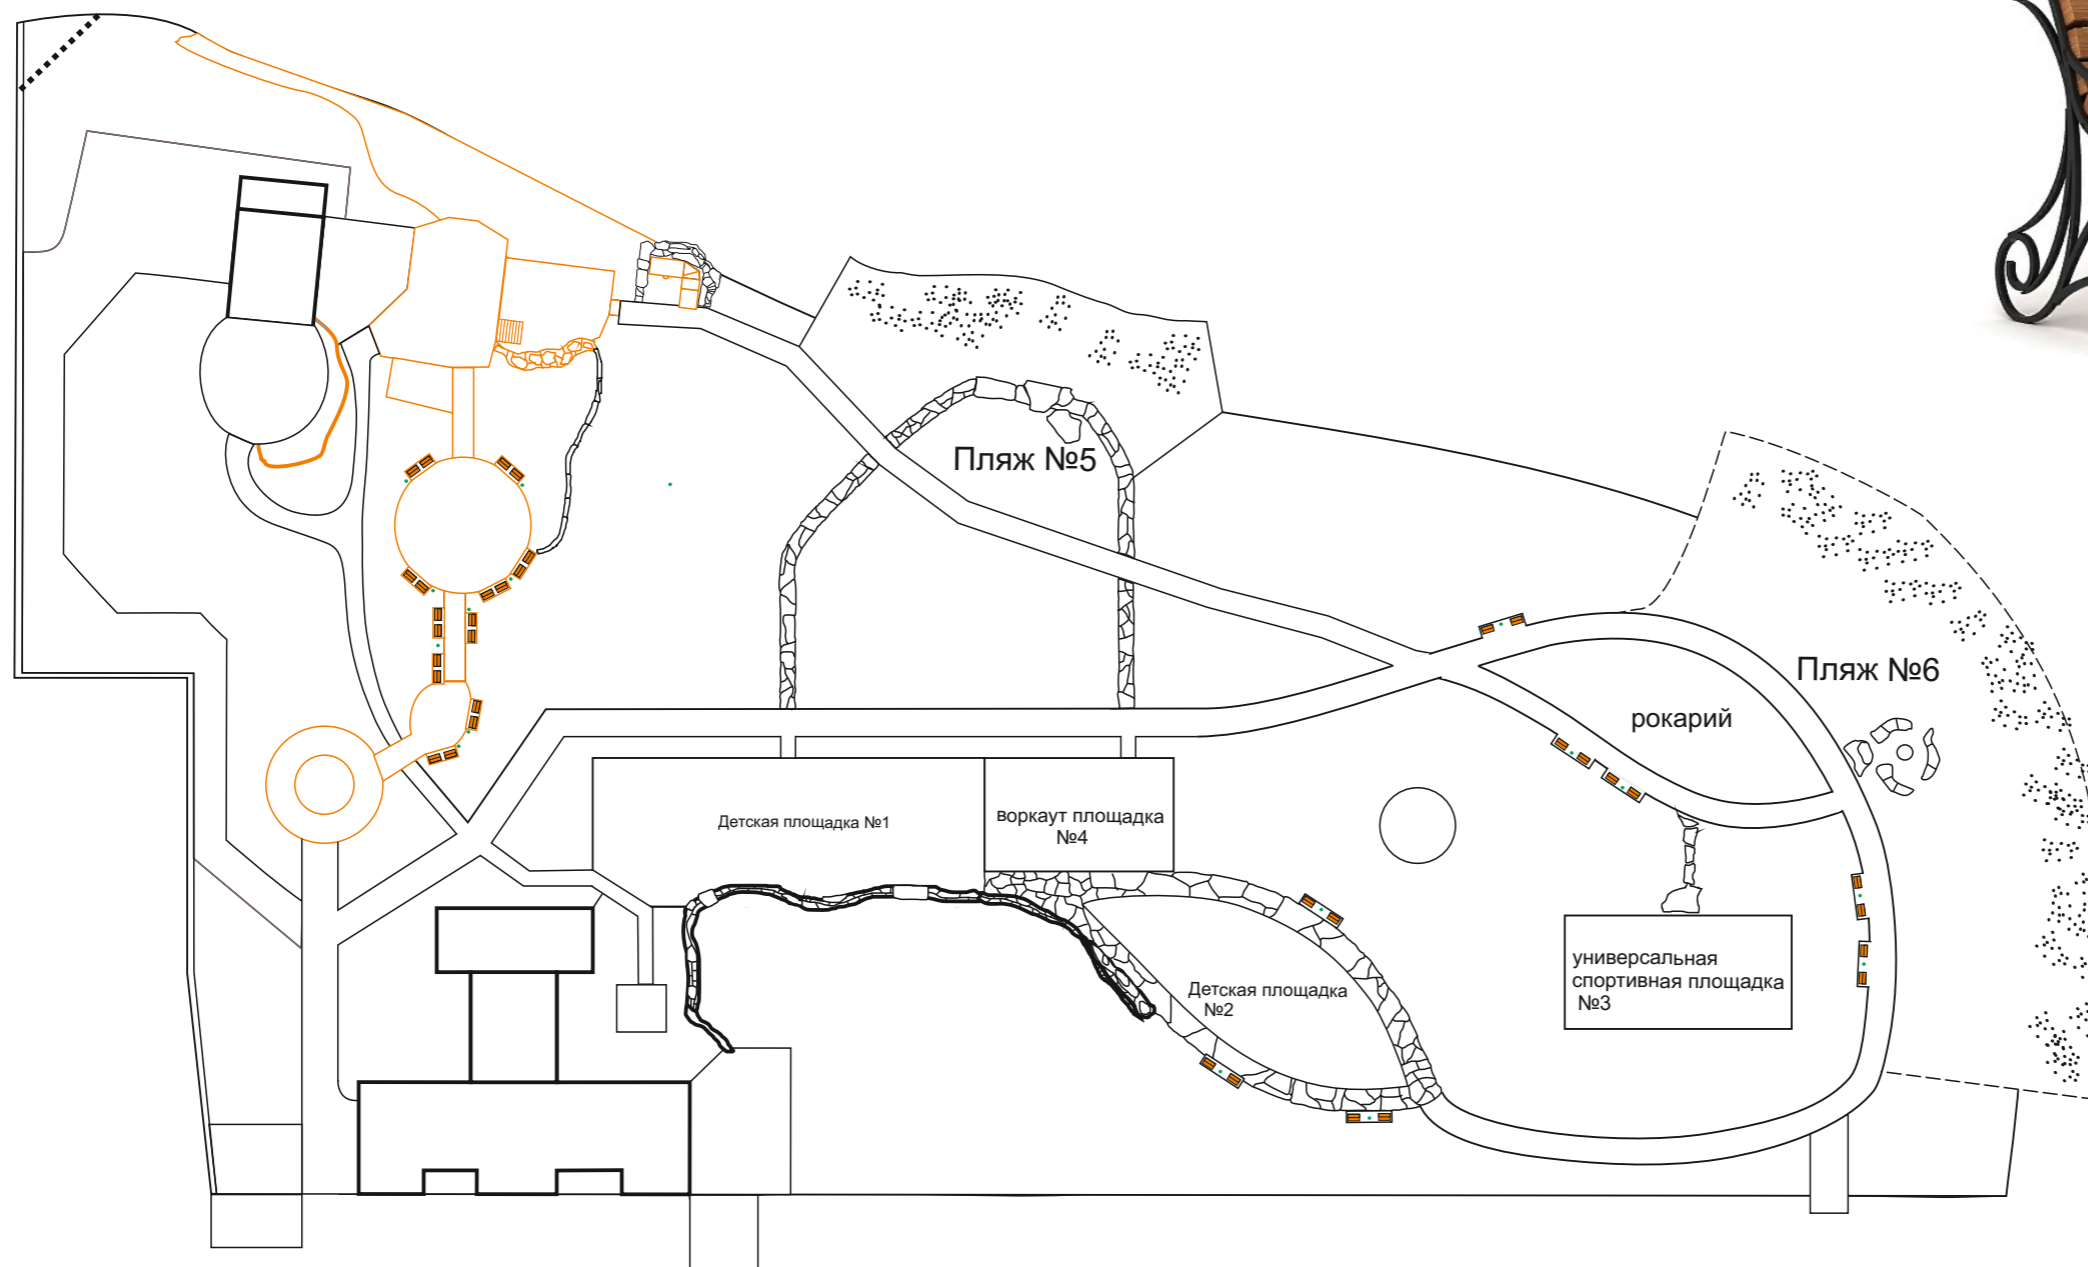 Пляж №5
Пляж №6
рокарий
Детская площадка №1
воркаут площадка
№4
универсальная
спортивная площадка
№3
Детская площадка
№2